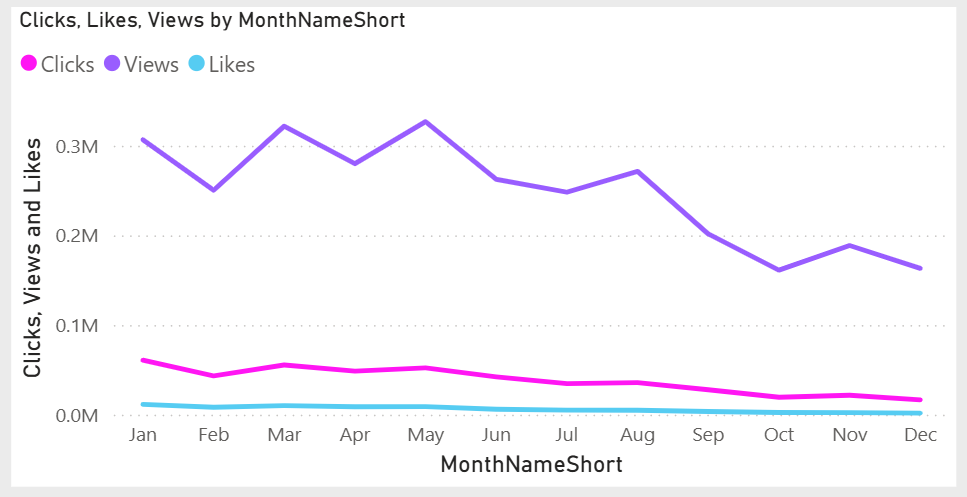 Clicks, Likes, Views by MonthNameShort
Clicks Views Likes
Clicks, Views and Likes
0.3M
0.2M
0.1M
0.0M
Jan Feb Mar Apr May Jun Jul Aug Sep Oct Nov Dec
MonthNameShort